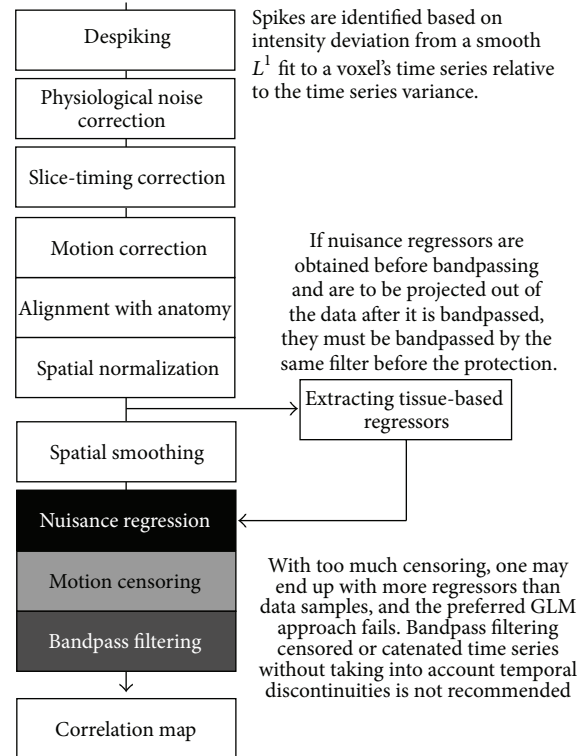 Despiking
Spikes are identified based on
intensity deviation from a smooth
L¹ fit to a voxel's time series relative
to the time series variance.
Physiological noise
correction
Slice-timing correction
Motion correction
Alignment with anatomy
Spatial normalization
If nuisance regressors are
obtained before bandpassing
and are to be projected out of
the data after it is bandpassed,
they must be bandpassed by the
same filter before the protection.
Extracting tissue-based
regressors
Spatial smoothing
Nuisance regression
Motion censoring
Bandpass filtering
With too much censoring, one may
end up with more regressors than
data samples, and the preferred GLM
approach fails. Bandpass filtering
censored or catenated time series
without taking into account temporal
discontinuities is not recommended
Correlation map